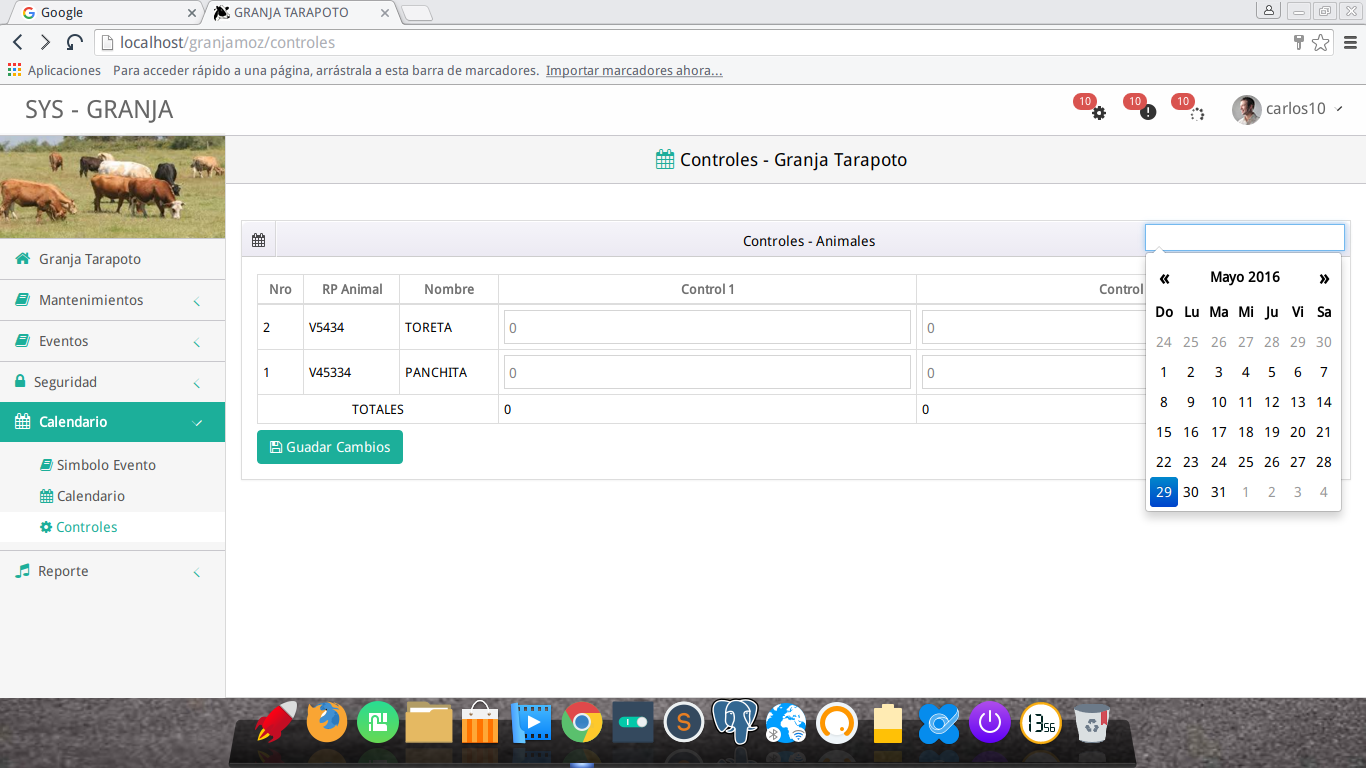 Google
GRANJA TARAPOTO
localhost/granjamoz/controles
Aplicaciones Para acceder rápido a una página, arrástrala a esta barra de marcadores. Importar marcadores ahora...
SYS - GRANJA
10 10 10 carlos10
Controles - Granja Tarapoto
Granja Tarapoto
Mantenimientos
Eventos
Seguridad
Calendario
Simbolo Evento
Calendario
Controles
Reporte
Controles - Animales
Nro RP Animal Nombre Control 1 Control
2 V5434 TORETA 0 0
1 V45334 PANCHITA 0 0
TOTALES 0 0
Guadar Cambios
« Mayo 2016 »
Do Lu Ma Mi Ju Vi Sa
24 25 26 27 28 29 30
1 2 3 4 5 6 7
8 9 10 11 12 13 14
15 16 17 18 19 20 21
22 23 24 25 26 27 28
29 30 31 1 2 3 4
S
13 56